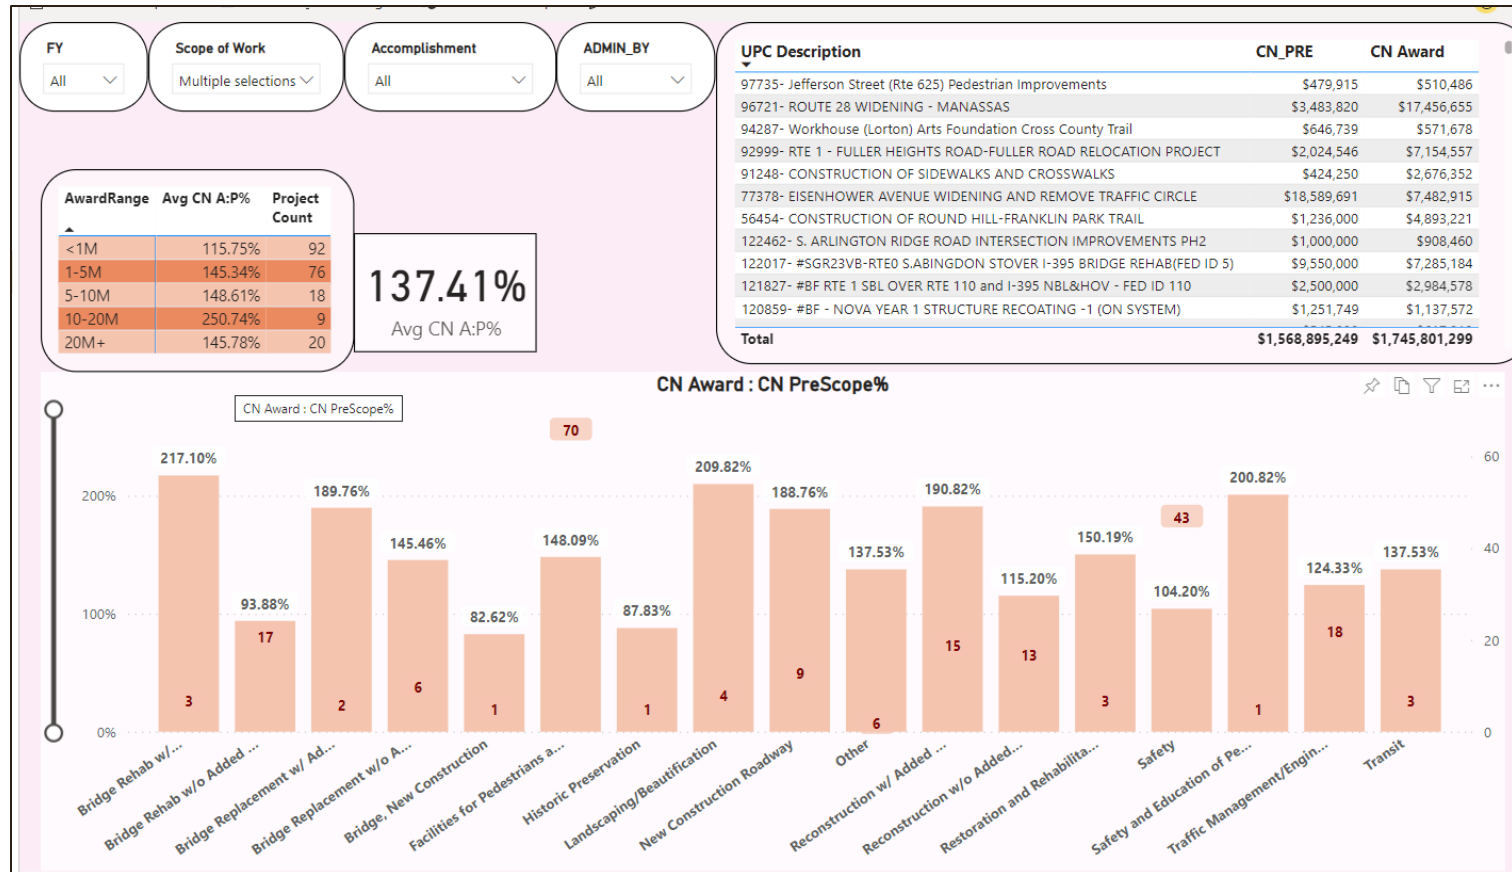 FY
Scope of Work
Accomplishment
ADMIN_BY
All
Multiple selections
All
All
UPC Description CN_PRE CN Award
97735- Jefferson Street (Rte 625) Pedestrian Improvements $479,915 $510,486
96721- ROUTE 28 WIDENING - MANASSAS $3,483,820 $17,456,655
94287- Workhouse (Lorton) Arts Foundation Cross County Trail $646,739 $571,678
92999- RTE 1 - FULLER HEIGHTS ROAD-FULLER ROAD RELOCATION PROJECT $2,024,546 $7,154,557
91248- CONSTRUCTION OF SIDEWALKS AND CROSSWALKS $424,250 $2,676,352
77378- EISENHOWER AVENUE WIDENING AND REMOVE TRAFFIC CIRCLE $18,589,691 $7,482,915
56454- CONSTRUCTION OF ROUND HILL-FRANKLIN PARK TRAIL $1,236,000 $4,893,221
122462- S. ARLINGTON RIDGE ROAD INTERSECTION IMPROVEMENTS PH2 $1,000,000 $908,460
122017- #SGR23VB-RTE0 S.ABINGDON STOVER I-395 BRIDGE REHAB(FED ID 5) $9,550,000 $7,285,184
121827- #BF RTE 1 SBL OVER RTE 110 and I-395 NBL&HOV - FED ID 110 $2,500,000 $2,984,578
120859- #BF - NOVA YEAR 1 STRUCTURE RECOATING -1 (ON SYSTEM) $1,251,749 $1,137,572
Total $1,568,895,249 $1,745,801,299
AwardRange Avg CN A:P% Project
Count
<1M 115.75% 92
1-5M 145.34% 76
5-10M 148.61% 18
10-20M 250.74% 9
20M+ 145.78% 20
137.41%
Avg CN A:P%
CN Award : CN PreScope%
CN Award : CN PreScope%
200%
100%
0%
60
40
20
0
217.10%
93.88%
189.76%
145.46%
82.62%
148.09%
87.83%
209.82%
188.76%
137.53%
190.82%
115.20%
150.19%
104.20%
200.82%
124.33%
137.53%
3
17
2
6
1
70
1
4
9
6
15
13
3
43
1
18
3
Bridge Rehab w/...
Bridge Rehab w/o Added ...
Bridge Replacement w/ Ad...
Bridge Replacement w/o A...
Bridge, New Construction
Facilities for Pedestrians a...
Historic Preservation
Landscaping/Beautification
New Construction Roadway
Other
Reconstruction w/ Added ...
Reconstruction w/o Added...
Restoration and Rehabilita...
Safety
Safety and Education of Pe...
Traffic Management/Engin...
Transit